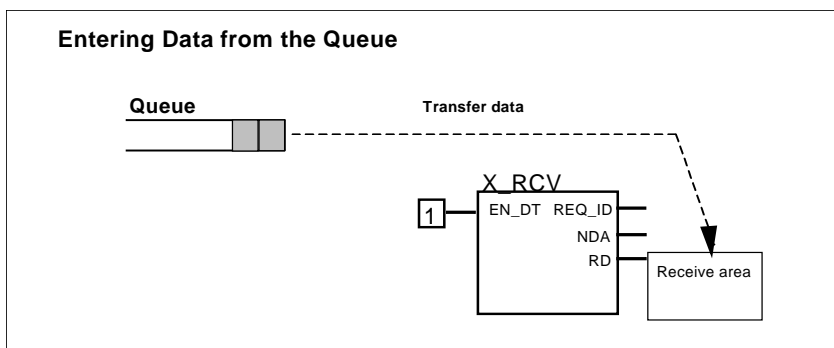 Entering Data from the Queue
Queue
Transfer data
X_RCV
1
EN_DT REQ_ID
NDA
RD
Receive area